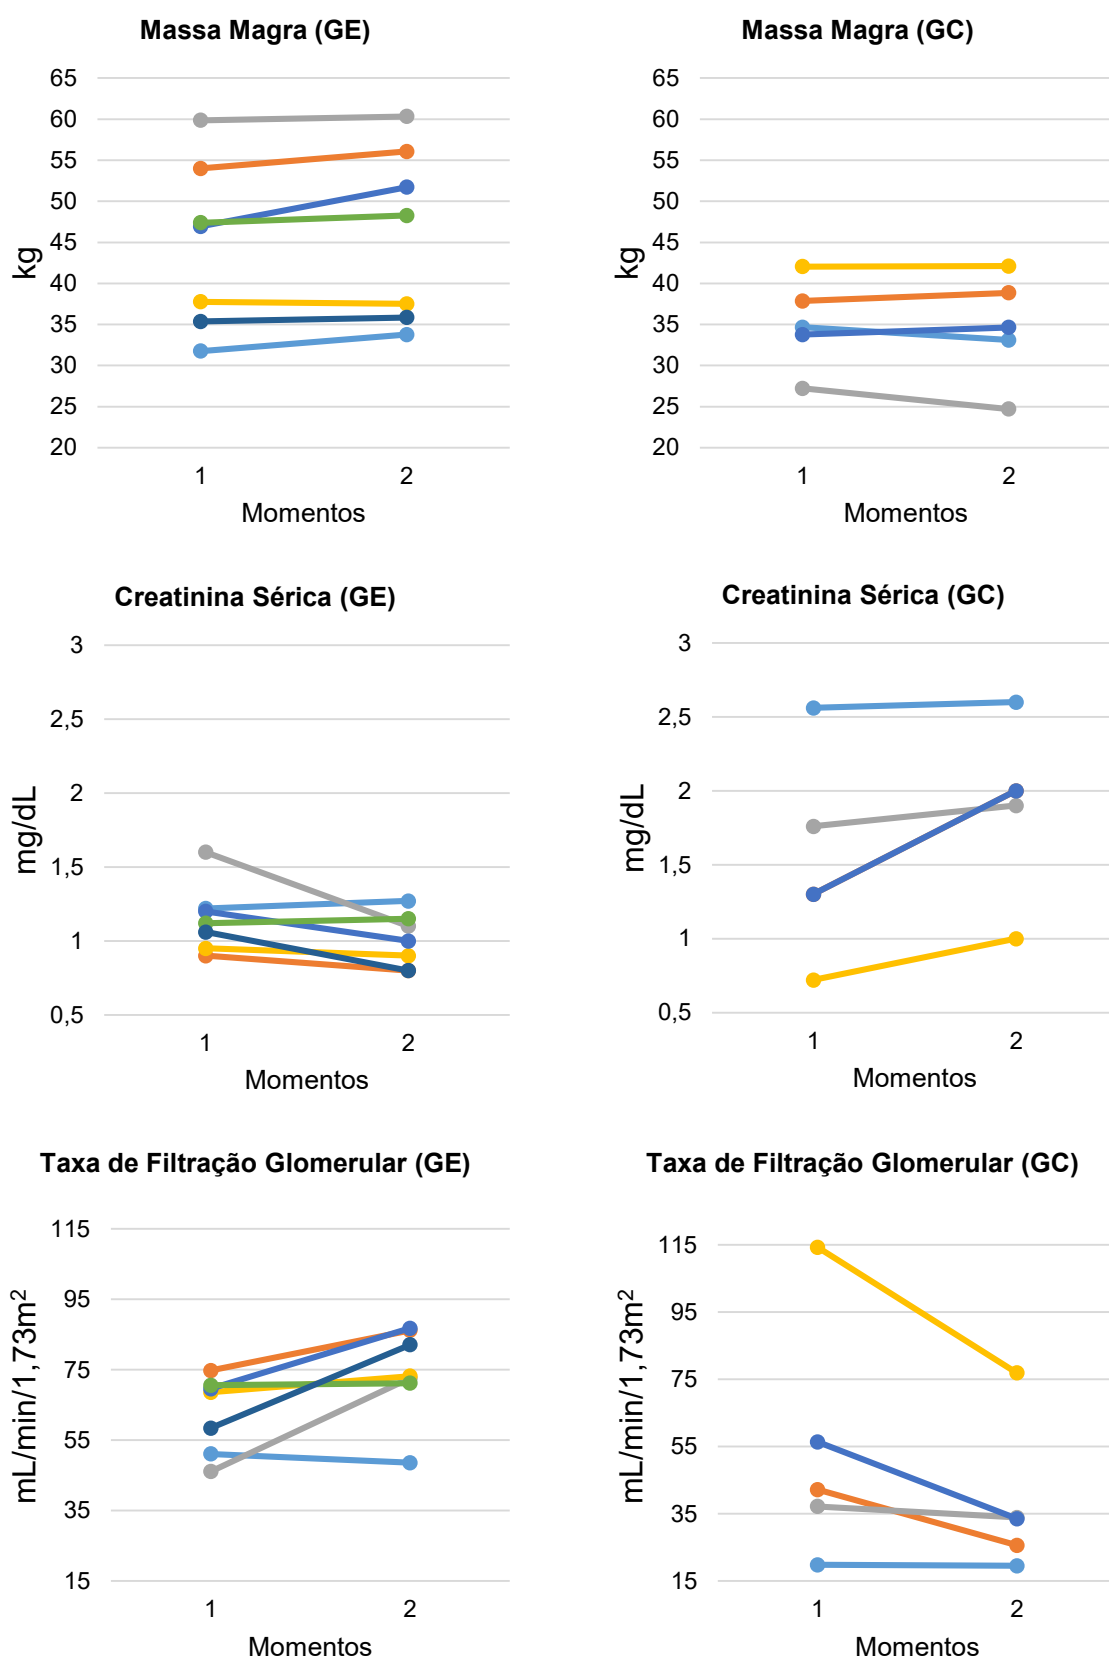 Massa Magra (GE)
65
60
55
50
45
40
35
30
25
20
kg
1 2
Momentos
Massa Magra (GC)
65
60
55
50
45
40
35
30
25
20
kg
1 2
Momentos
Creatinina Sérica (GE)
3
2,5
2
1,5
1
0,5
mg/dL
1 2
Momentos
Creatinina Sérica (GC)
3
2,5
2
1,5
1
0,5
mg/dL
1 2
Momentos
Taxa de Filtração Glomerular (GE)
115
95
75
55
35
15
mL/min/1,73m²
1 2
Momentos
Taxa de Filtração Glomerular (GC)
115
95
75
55
35
15
mL/min/1,73m²
1 2
Momentos